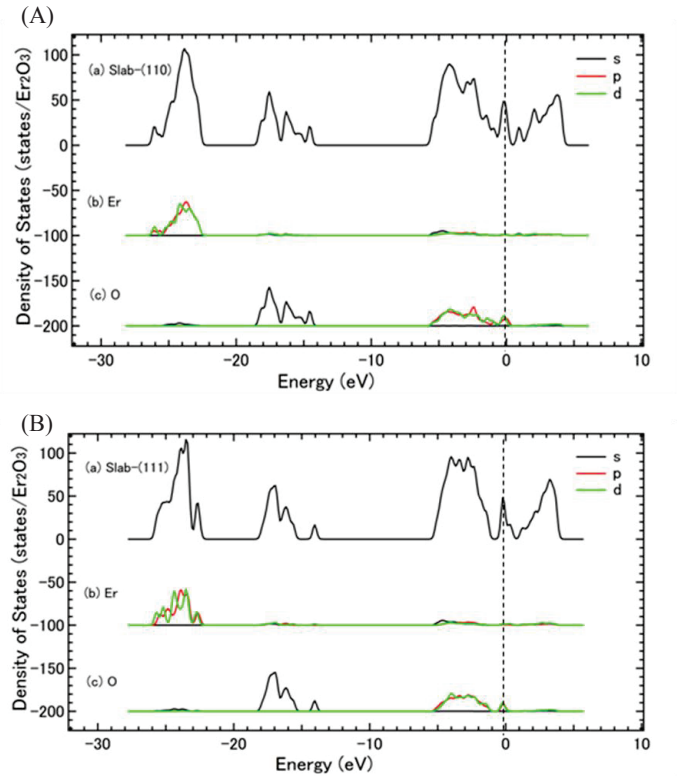 (A)
Density of States (states/Er2O3)
100
50
0
−50
−100
−150
−200
(a) Slab-(110)
(b) Er
(c) O
s
p
d
−30
−20
−10
0
10
Energy (eV)
(B)
Density of States (states/Er2O3)
100
50
0
−50
−100
−150
−200
(a) Slab-(111)
(b) Er
(c) O
s
p
d
−30
−20
−10
0
10
Energy (eV)